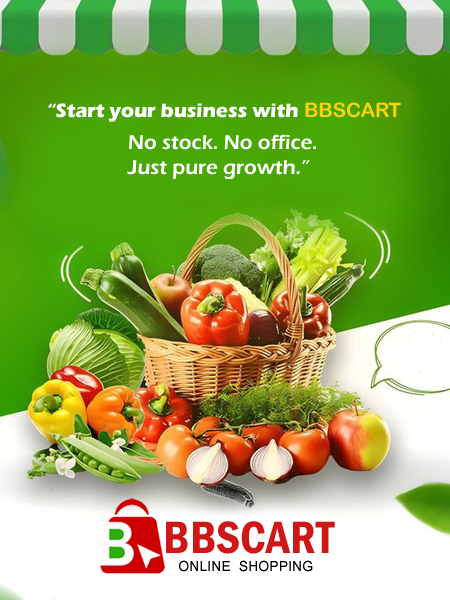 “Start your business with BBSCART
No stock. No office.
Just pure growth.”
B
BBSCART
ONLINE SHOPPING